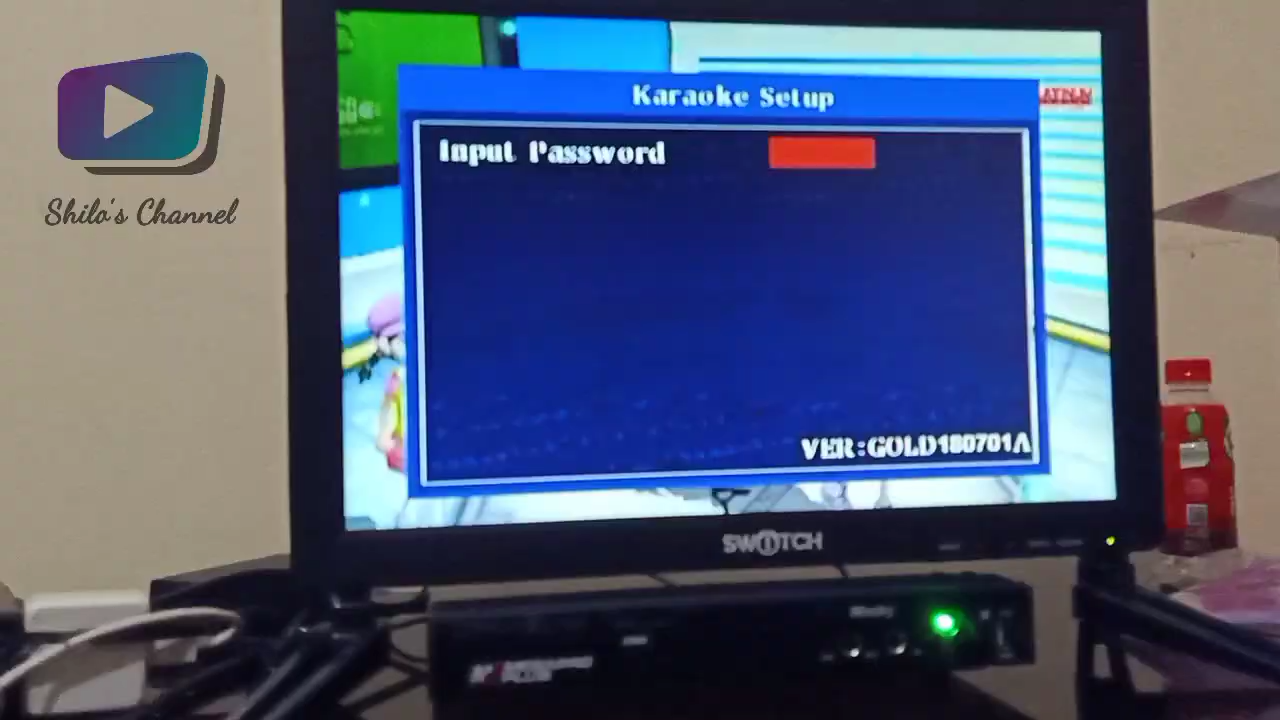 Karaoke Setup
Input Password
VER:GOLD180701A
SWITCH
Shilo's Channel